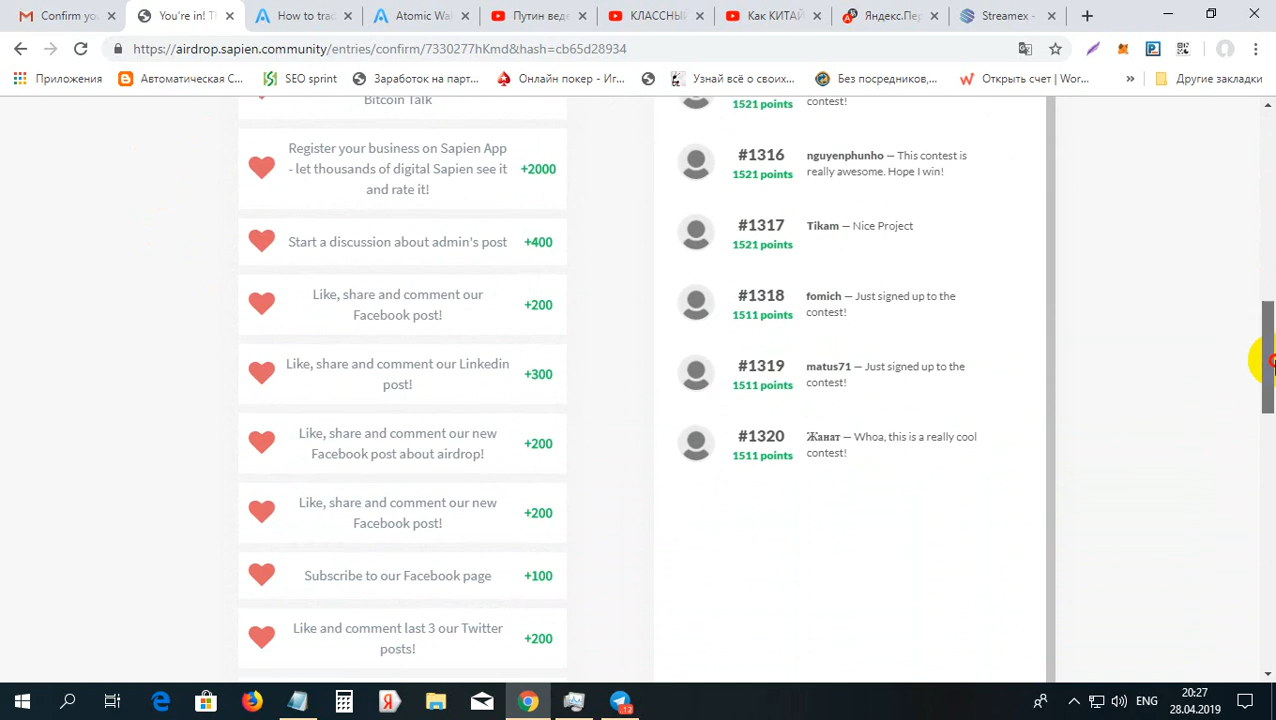 Confirm yo
You're in! T
How to trac
Atomic Wa
Путин веде
КЛАССНЫ
Как КИТАЙ
Яндекс.Пер
Streamex -
https://airdrop.sapien.community/entries/confirm/7330277hKmd&hash=cb65d28934
Приложения
Автоматическая С...
SEO sprint
Заработок на парт...
Онлайн покер - Иг...
Узнай всё о своих...
Без посредников,...
Открыть счет | Wor...
»
Другие закладки
Bitcoin Talk
Register your business on Sapien App
- let thousands of digital Sapien see it
and rate it!
+2000
Start a discussion about admin's post
+400
Like, share and comment our
Facebook post!
+200
Like, share and comment our Linkedin
post!
+300
Like, share and comment our new
Facebook post about airdrop!
+200
Like, share and comment our new
Facebook post!
+200
Subscribe to our Facebook page
+100
Like and comment last 3 our Twitter
posts!
+200
1521 points
contest!
#1316
1521 points
nguyenphunho — This contest is
really awesome. Hope I win!
#1317
1521 points
Tikam — Nice Project
#1318
1511 points
fomich — Just signed up to the
contest!
#1319
1511 points
matus71 — Just signed up to the
contest!
#1320
1511 points
Жанат — Whoa, this is a really cool
contest!
12
ENG
20:27
28.04.2019